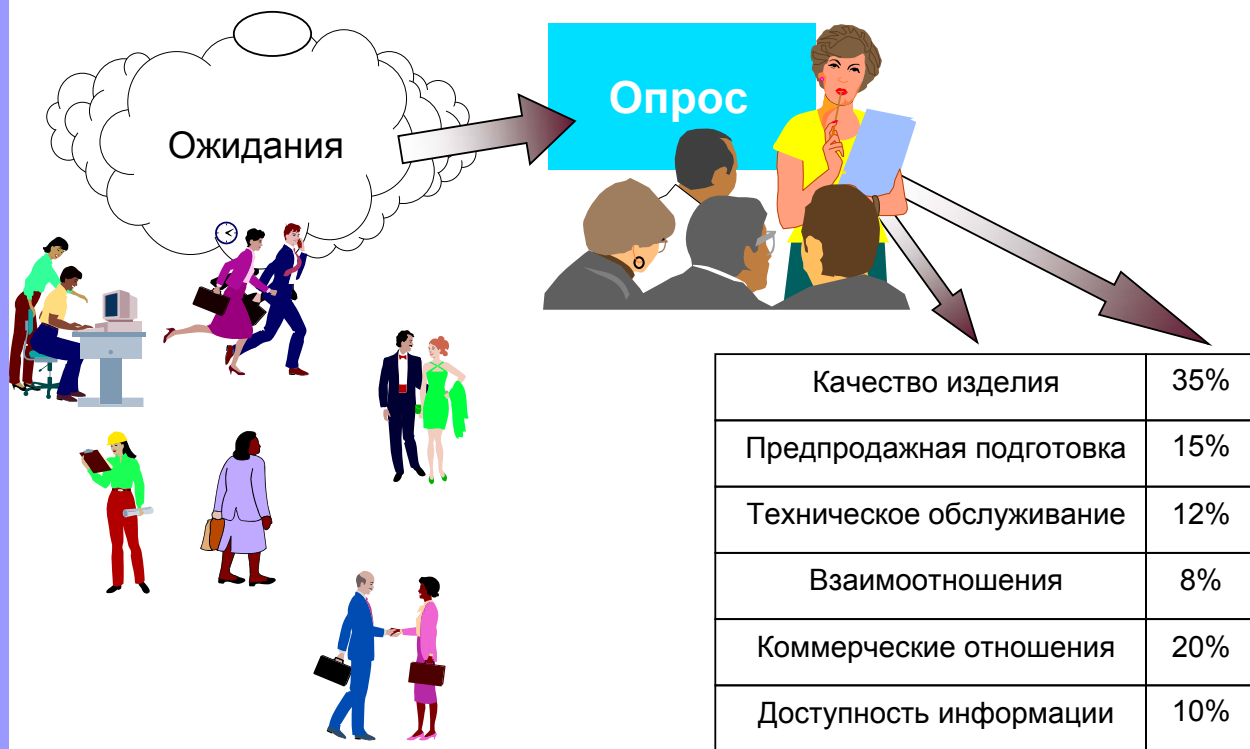 Ожидания
Опрос
Качество изделия 35%
Предпродажная подготовка 15%
Техническое обслуживание 12%
Взаимоотношения 8%
Коммерческие отношения 20%
Доступность информации 10%